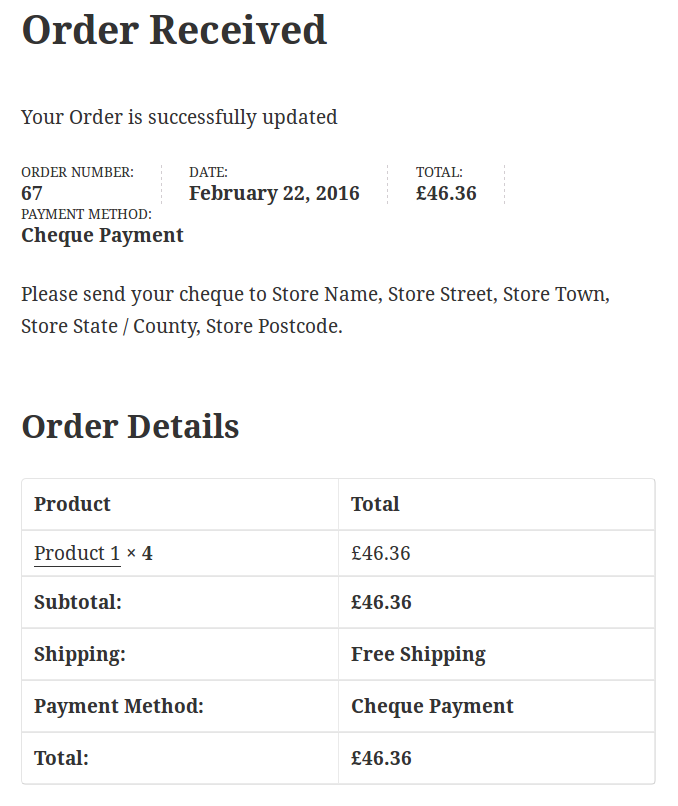 Order Received
Your Order is successfully updated
ORDER NUMBER: DATE: TOTAL:
67 February 22, 2016 £46.36
PAYMENT METHOD:
Cheque Payment
Please send your cheque to Store Name, Store Street, Store Town,
Store State / County, Store Postcode.
Order Details
Product Total
Product 1 × 4 £46.36
Subtotal: £46.36
Shipping: Free Shipping
Payment Method: Cheque Payment
Total: £46.36